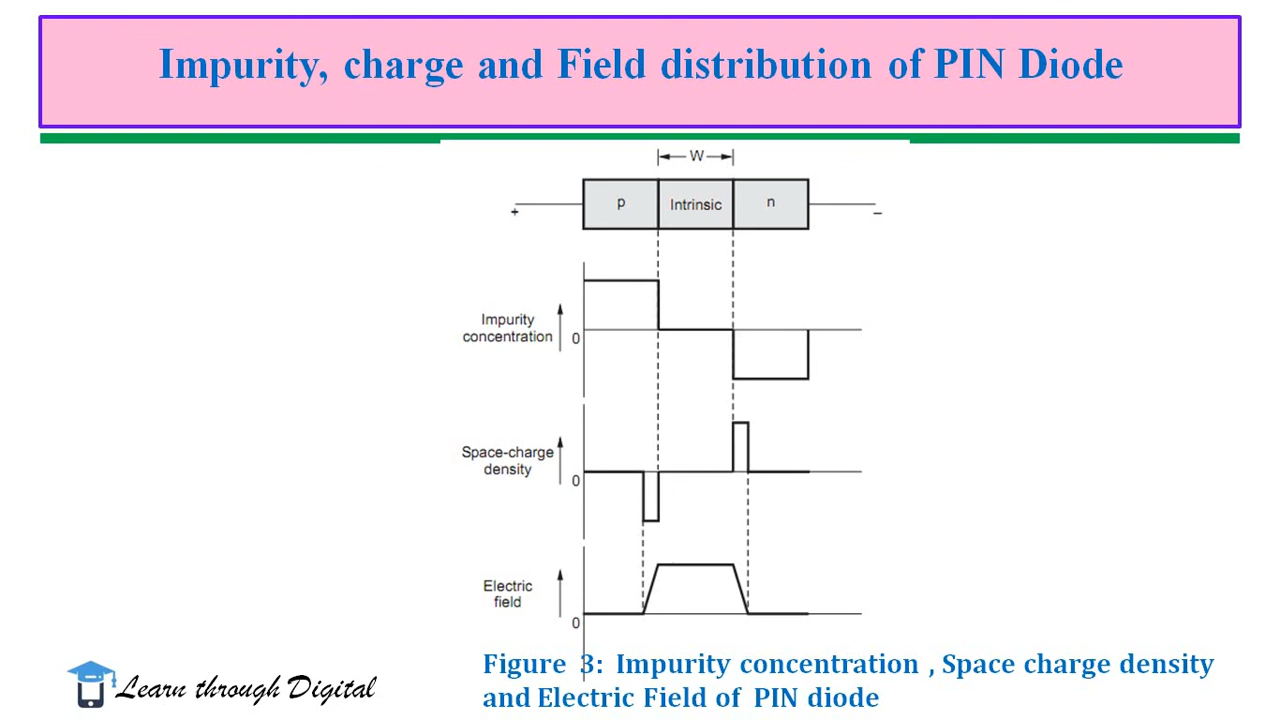 Impurity, charge and Field distribution of PIN Diode
W
p
Intrinsic
n
+
−
Impurity
concentration
0
Space-charge
density
0
Electric
field
0
Figure 3: Impurity concentration , Space charge density
and Electric Field of PIN diode
Learn through Digital